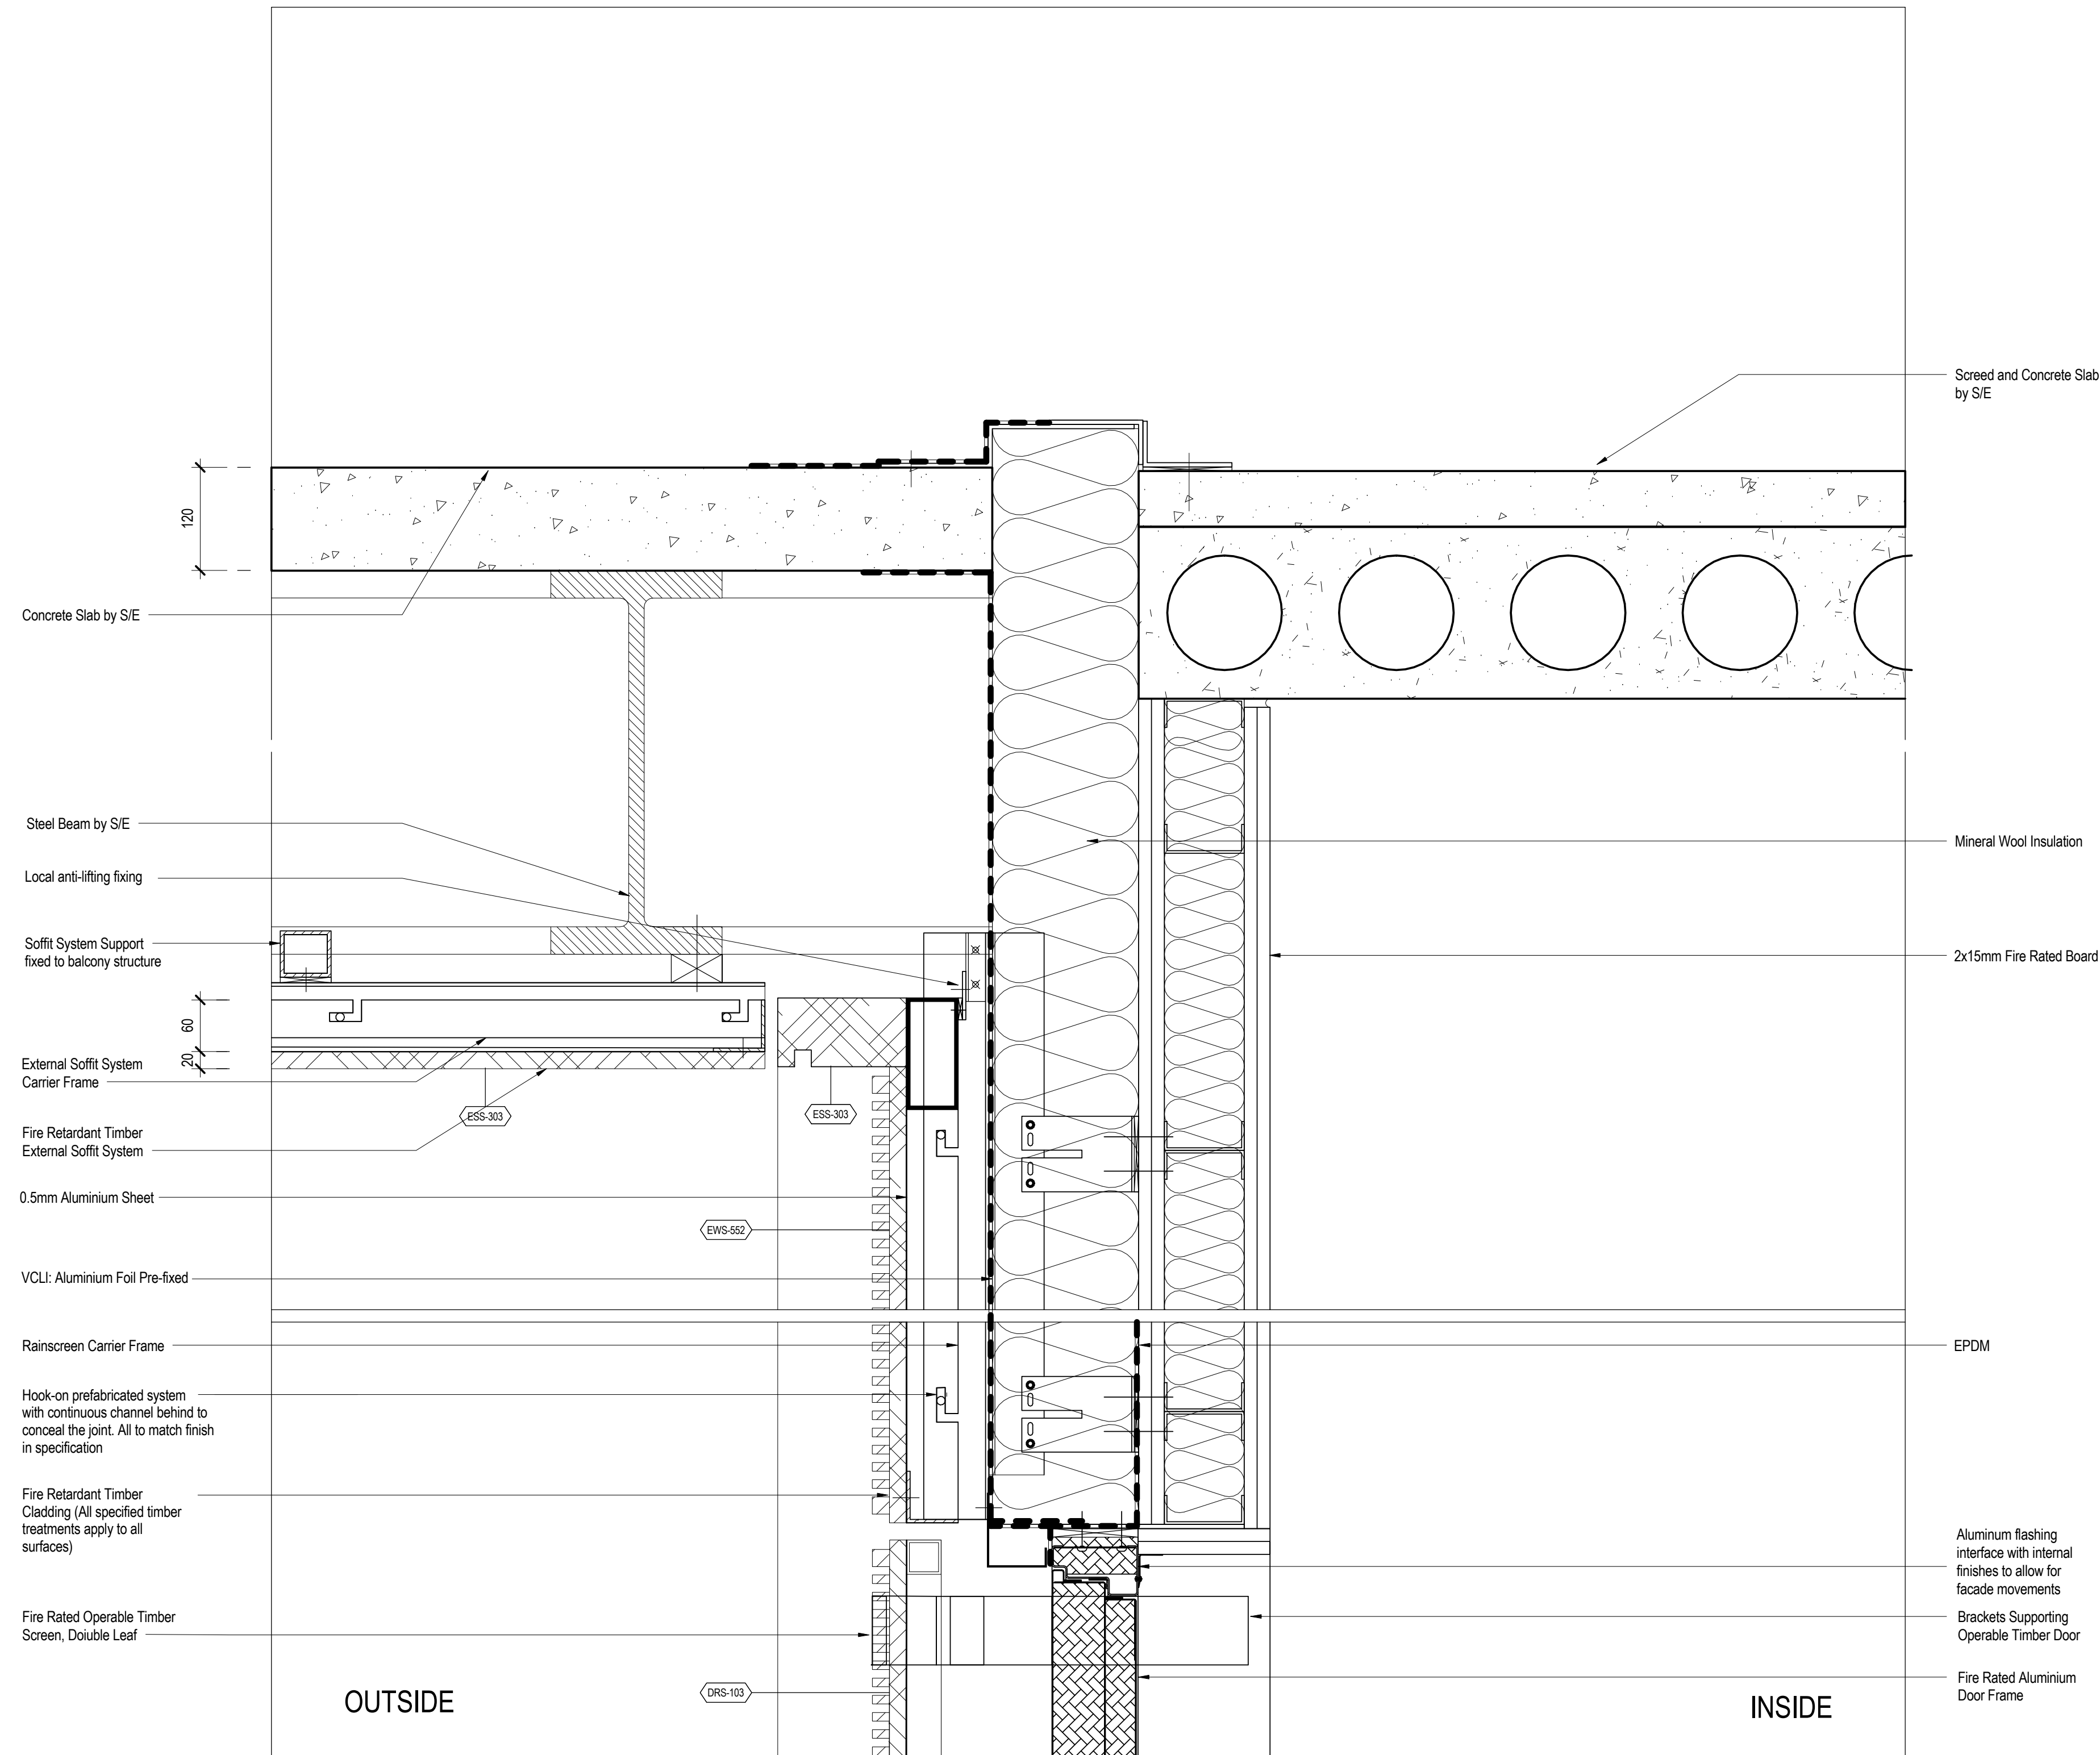 Screed and Concrete Slab
by S/E
120
Concrete Slab by S/E
Steel Beam by S/E
Mineral Wool Insulation
Local anti-lifting fixing
Soffit System Support
fixed to balcony structure
2x15mm Fire Rated Board
60
20
External Soffit System
Carrier Frame
ESS-303
ESS-303
Fire Retardant Timber
External Soffit System
0.5mm Aluminium Sheet
EWS-552
VCLI: Aluminium Foil Pre-fixed
Rainscreen Carrier Frame
EPDM
Hook-on prefabricated system
with continuous channel behind to
conceal the joint. All to match finish
in specification
Fire Retardant Timber
Cladding (All specified timber
treatments apply to all
surfaces)
Aluminum flashing
interface with internal
finishes to allow for
facade movements
Fire Rated Operable Timber
Screen, Doiuble Leaf
Brackets Supporting
Operable Timber Door
DRS-103
Fire Rated Aluminium
Door Frame
OUTSIDE
INSIDE